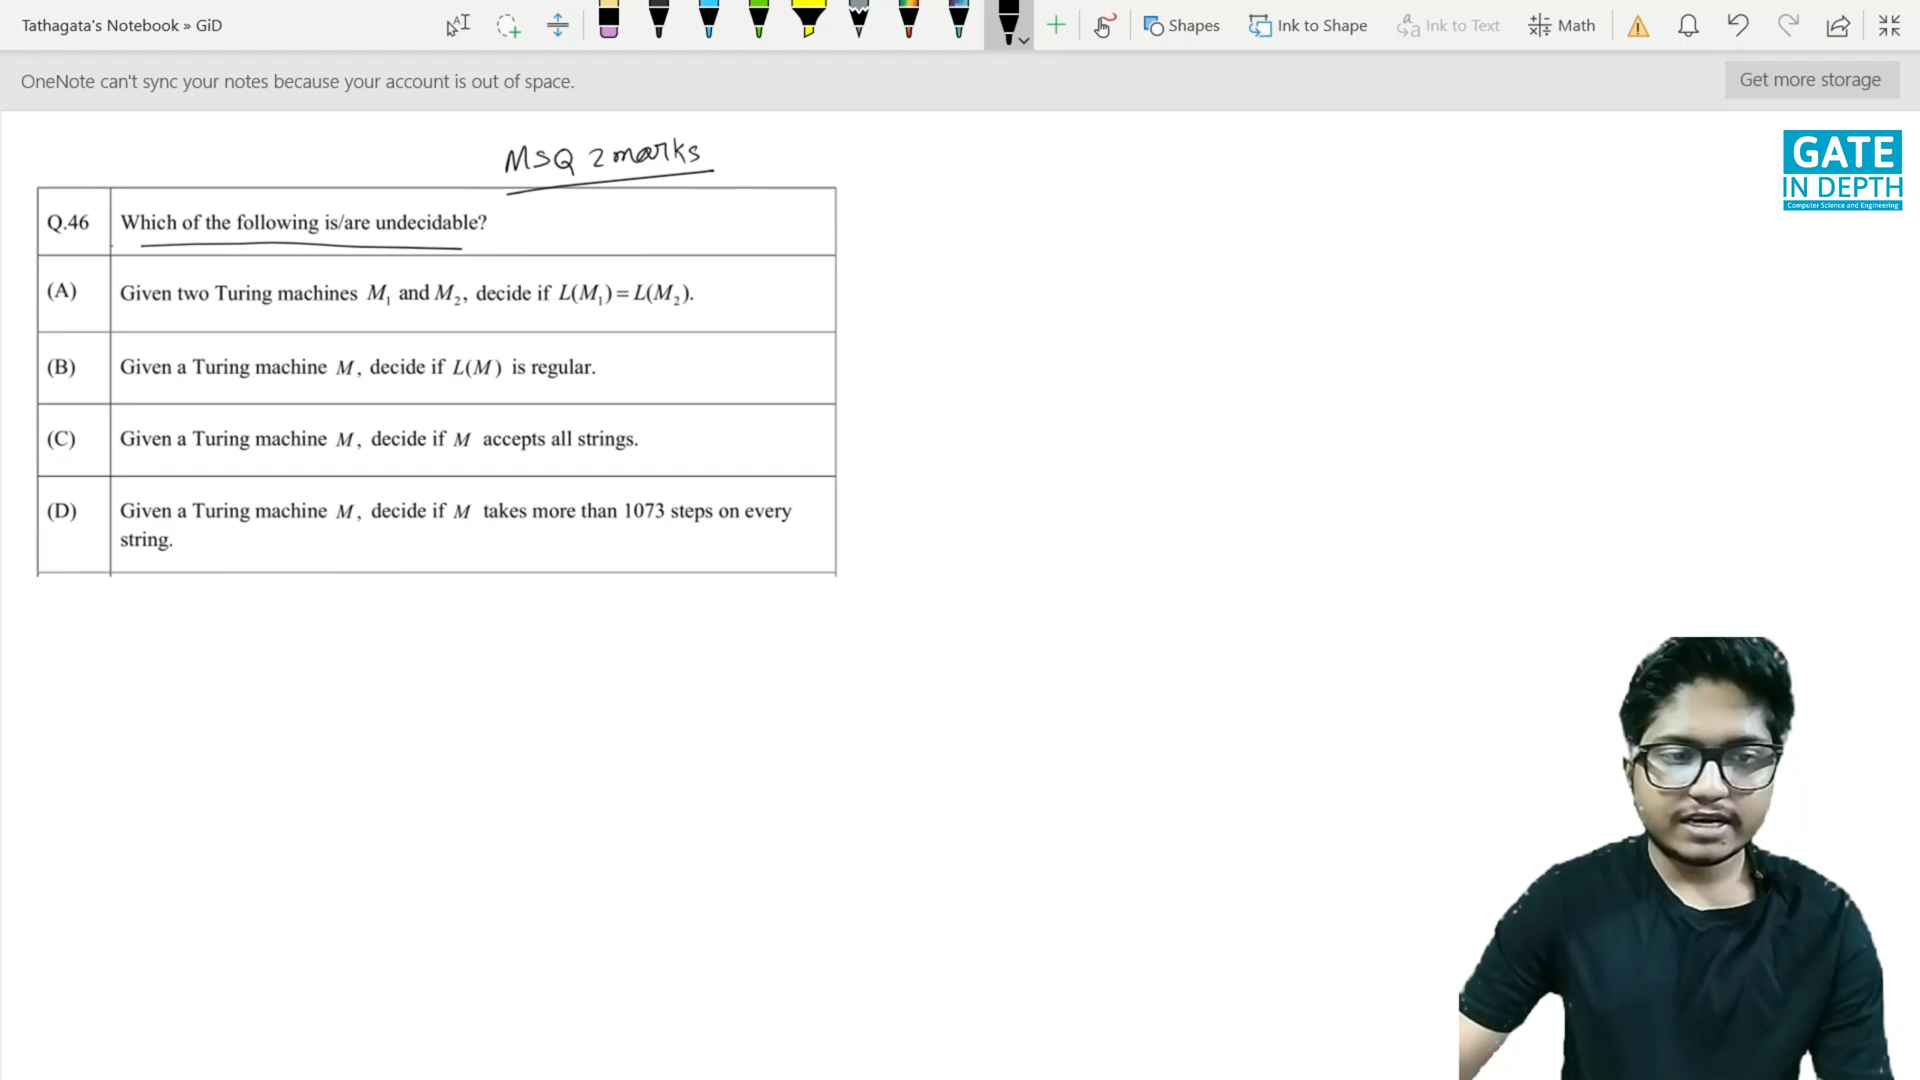 Tathagata's Notebook » GiD
Shapes
Ink to Shape
Ink to Text
Math
OneNote can't sync your notes because your account is out of space.
Get more storage
GATE
IN DEPTH
Computer Science and Engineering
MSQ 2 marks
Q.46 Which of the following is/are undecidable?
(A) Given two Turing machines M₁ and M₂, decide if L(M₁) = L(M₂).
(B) Given a Turing machine M, decide if L(M) is regular.
(C) Given a Turing machine M, decide if M accepts all strings.
(D) Given a Turing machine M, decide if M takes more than 1073 steps on every
string.